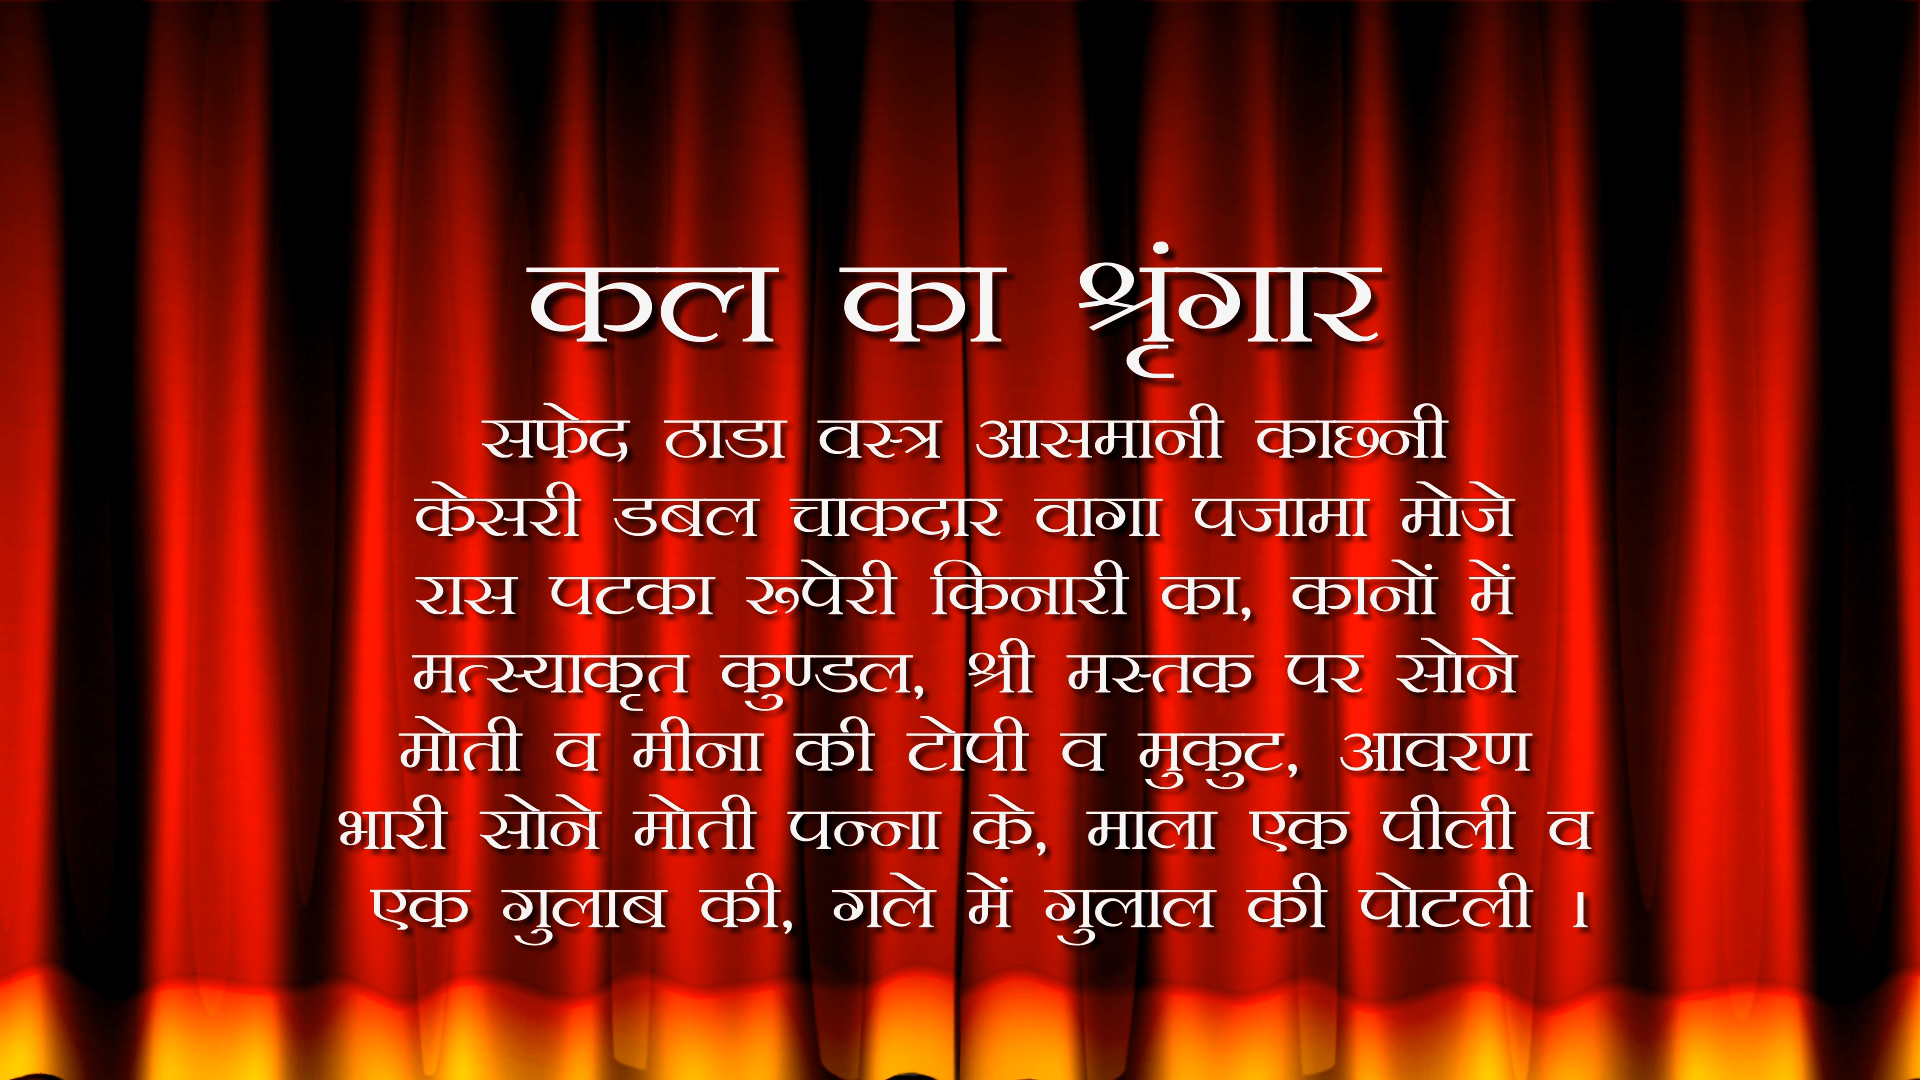 कल का श्रृंगार
सफेद ठाडा वस्त्र आसमानी काछनी
केसरी डबल चाकदार वागा पजामा मोजे
रास पटका रूपेरी किनारी का, कानों में
मत्स्याकृत कुण्डल, श्री मस्तक पर सोने
मोती व मीना की टोपी व मुकुट, आवरण
भारी सोने मोती पन्ना के, माला एक पीली व
एक गुलाब की, गले में गुलाल की पोटली ।